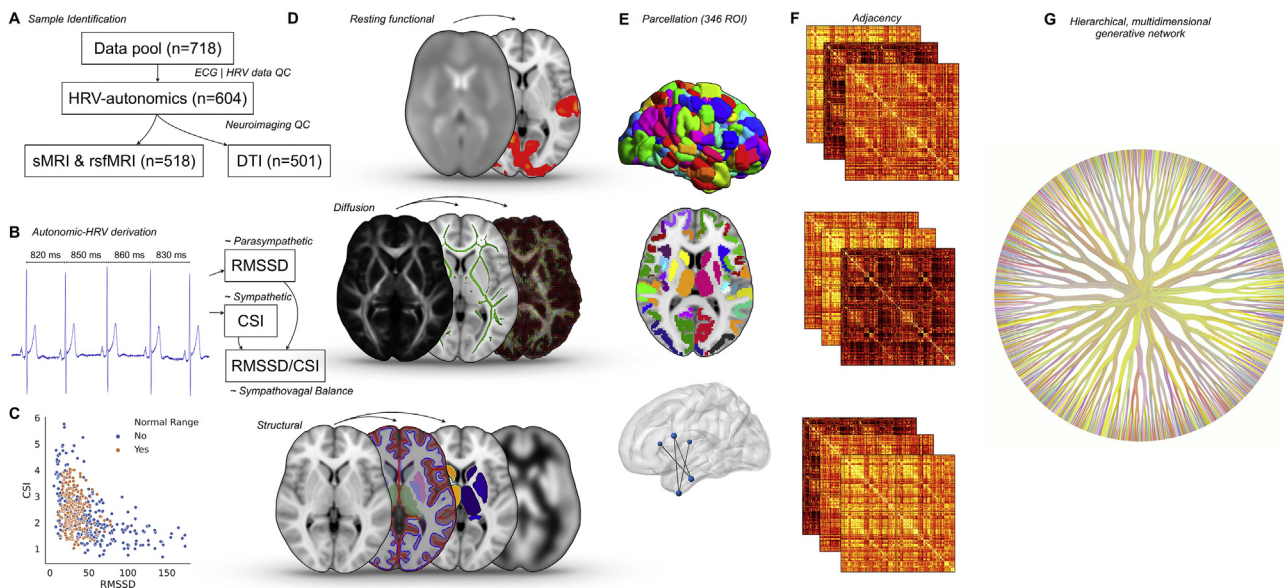 A Sample Identification
Data pool (n=718)
ECG | HRV data QC
HRV-autonomics (n=604)
Neuroimaging QC
sMRI & rsfMRI (n=518)
DTI (n=501)
B Autonomic-HRV derivation
820 ms 850 ms 860 ms 830 ms
~ Parasympathetic
RMSSD
~ Sympathetic
CSI
RMSSD/CSI
~ Sympathovagal Balance
C
Normal Range
No
Yes
CSI
6
5
4
3
2
1
0 50 100 150
RMSSD
D Resting functional
Diffusion
Structural
E Parcellation (346 ROI)
F Adjacency
G Hierarchical, multidimensional
generative network